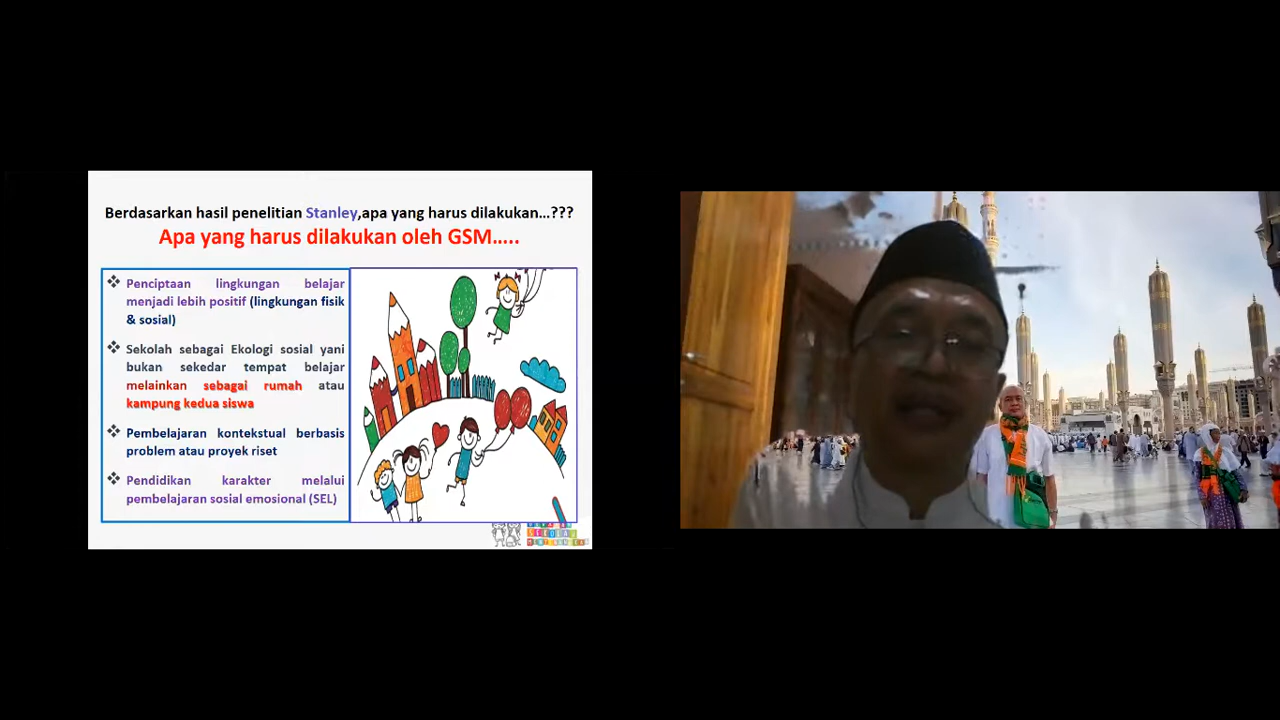 Berdasarkan hasil penelitian Stanley,apa yang harus dilakukan...???
Apa yang harus dilakukan oleh GSM.....
Penciptaan lingkungan belajar
menjadi lebih positif (lingkungan fisik
& sosial)
Sekolah sebagai Ekologi sosial yani
bukan sekedar tempat belajar
melainkan sebagai rumah atau
kampung kedua siswa
Pembelajaran kontekstual berbasis
problem atau proyek riset
Pendidikan karakter melalui
pembelajaran sosial emosional (SEL)